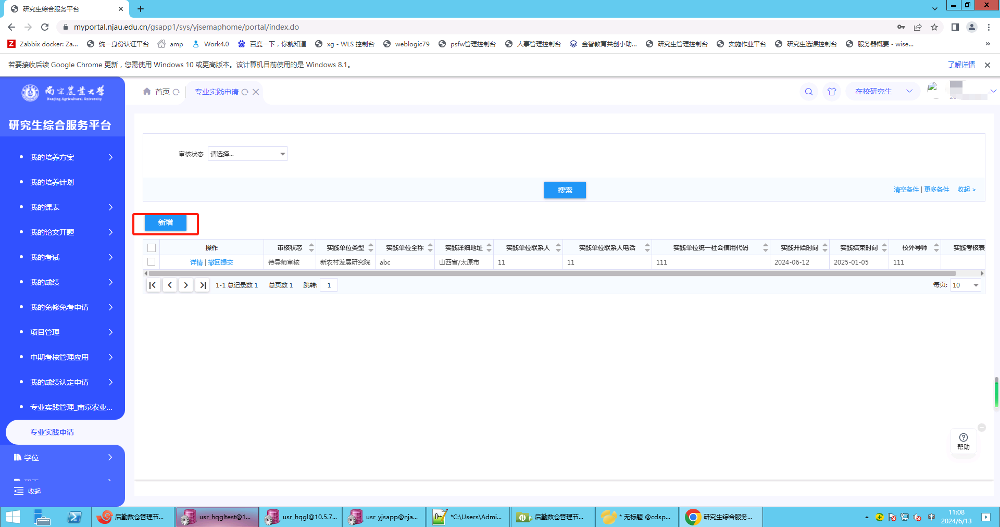 研究生综合服务平台
myportal.njau.edu.cn/gsapp1/sys/yjsemaphome/portal/index.do
Zabbix docker: Za... 统一身份认证平台 amp Work4.0 百度一下，你就知道 xg - WLS 控制台 weblogic79 psfw管理控制台 人事管理控制台 金智教育共创小助... 研究生管理控制台 实施作业平台 研究生选课控制台 服务器概要 - wise... »
若要接收后续 Google Chrome 更新，您需使用 Windows 10 或更高版本。该计算机目前使用的是 Windows 8.1。 了解详情
南京农业大学
Nanjing Agricultural University
首页 专业实践申请 在校研究生
研究生综合服务平台
我的培养方案
我的培养计划
我的课表
我的论文开题
我的考试
我的成绩
我的免修免考申请
项目管理
中期考核管理应用
我的成绩认定申请
专业实践管理_南京农业...
专业实践申请
学位
收起
审核状态 请选择...
搜索 清空条件 | 更多条件 收起 >
新增
操作 审核状态 实践单位类型 实践单位全称 实践详细地址 实践单位联系人 实践单位联系人电话 实践单位统一社会信用代码 实践开始时间 实践结束时间 校外导师 实践考核表
详情 | 撤回提交 待导师审核 新农村发展研究院 abc 山西省/太原市 11 11 111 2024-06-12 2025-01-05 111
1-1 总记录数 1 总页数 1 跳转: 1 每页: 10
帮助
后勤数仓管理节... usr_hqgltest@1... usr_hqgl@10.5.7... usr_yjsapp@nja... *C:\Users\Admi... 后勤数仓管理节... * 无标题 @cdsp... 研究生综合服务... 中 11:08
2024/6/13